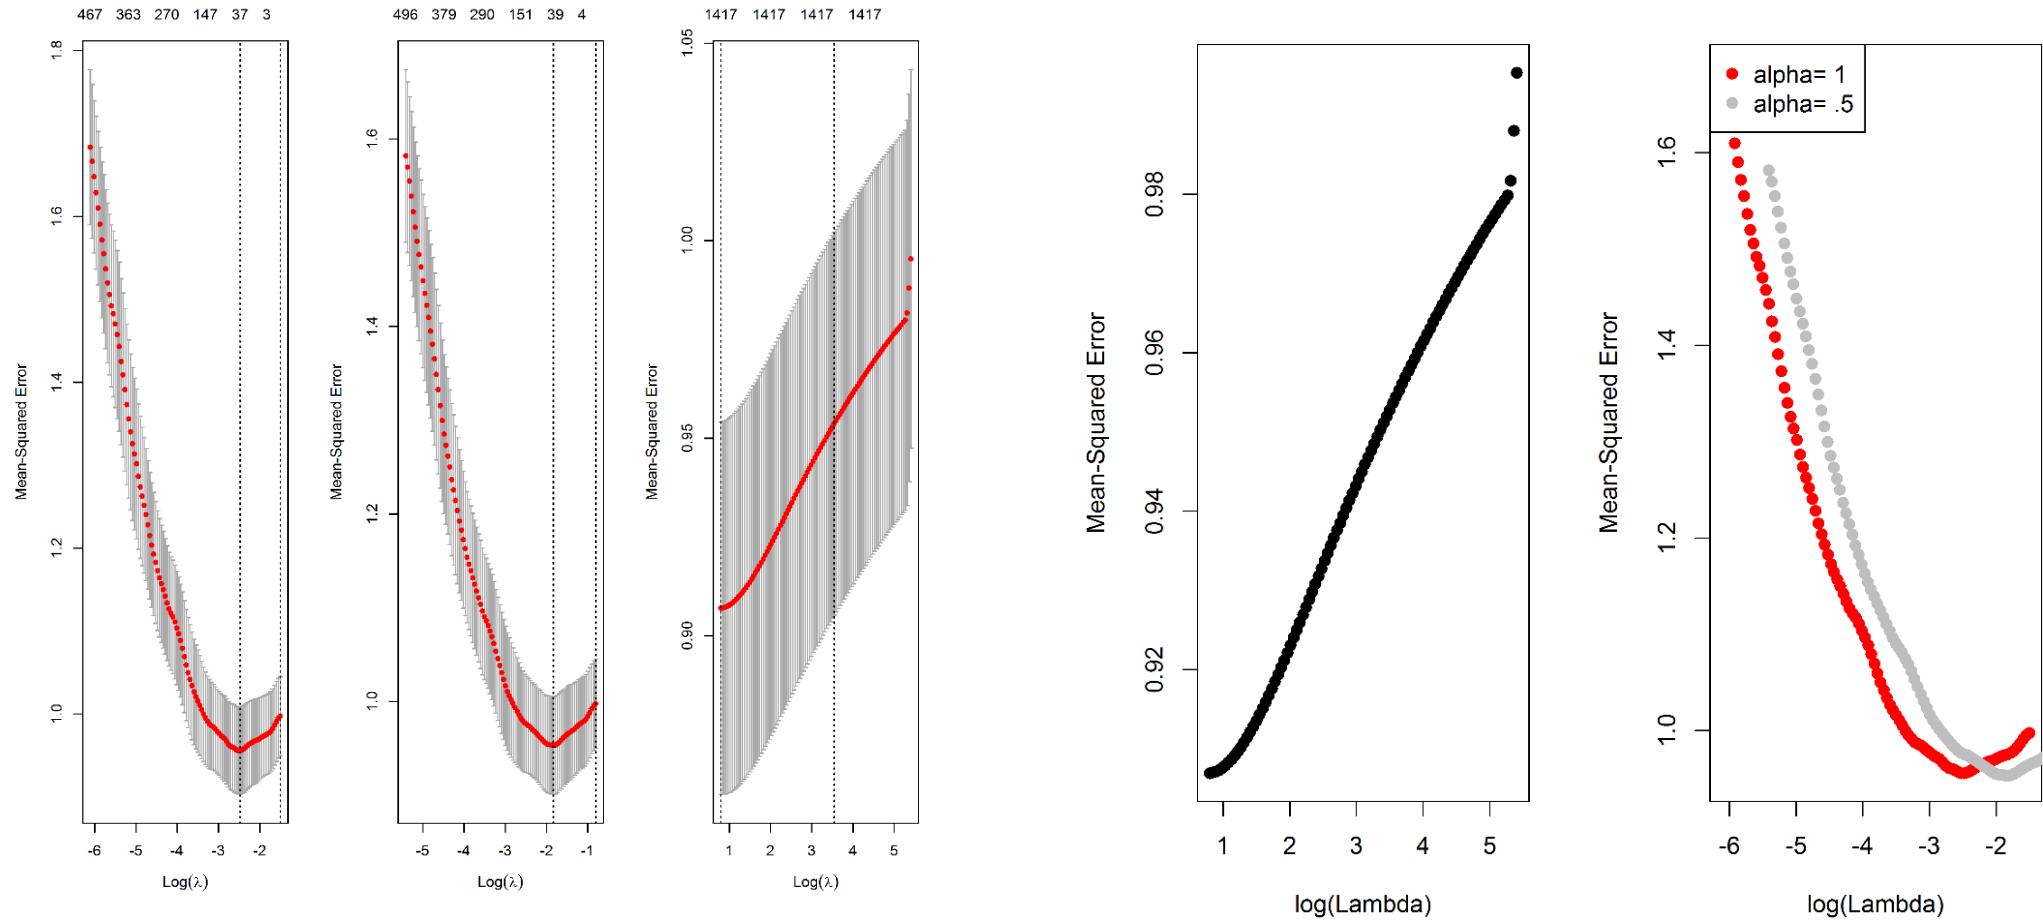 467 363 270 147 37 3
1.8
1.6
1.4
1.2
1.0
Mean-Squared Error
-6 -5 -4 -3 -2
Log(λ)
496 379 290 151 39 4
1.6
1.4
1.2
1.0
Mean-Squared Error
-5 -4 -3 -2 -1
Log(λ)
1417 1417 1417 1417
1.05
1.00
0.95
0.90
Mean-Squared Error
1 2 3 4 5
Log(λ)
0.98
0.96
0.94
0.92
Mean-Squared Error
1 2 3 4 5
log(Lambda)
alpha= 1
alpha= .5
1.6
1.4
1.2
1.0
Mean-Squared Error
-6 -5 -4 -3 -2
log(Lambda)